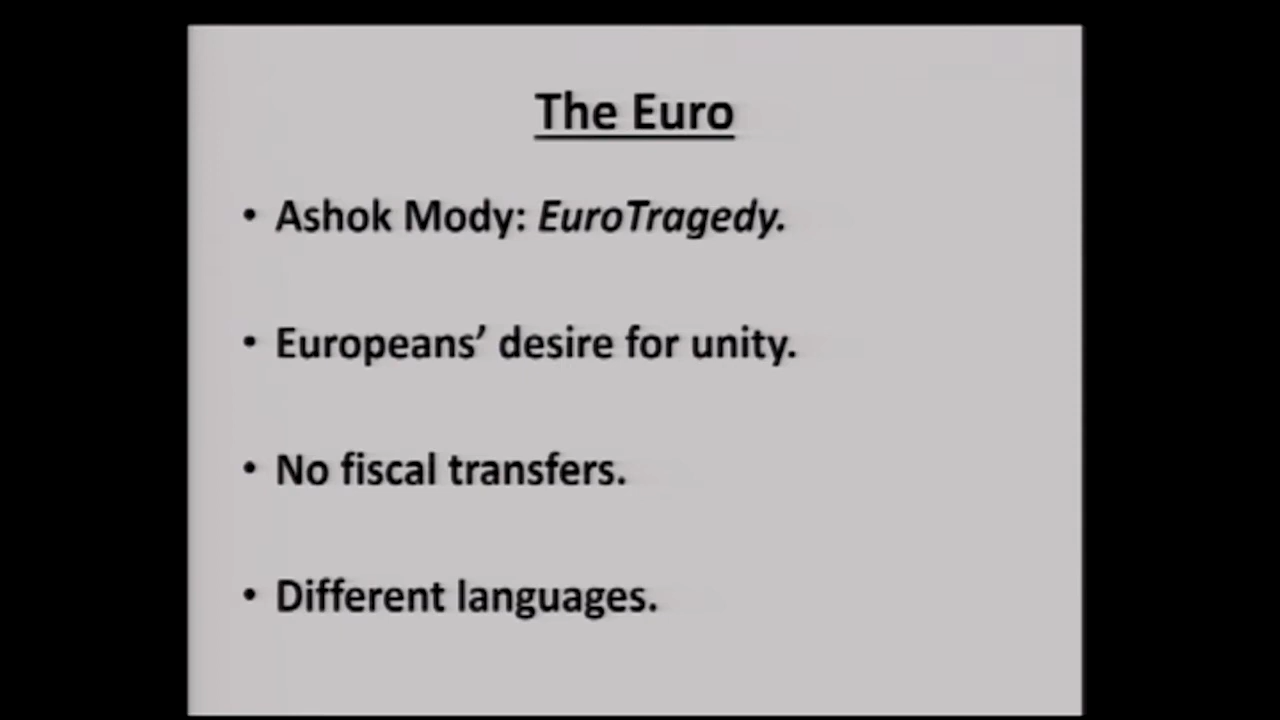 The Euro
• Ashok Mody: EuroTragedy.
• Europeans’ desire for unity.
• No fiscal transfers.
• Different languages.